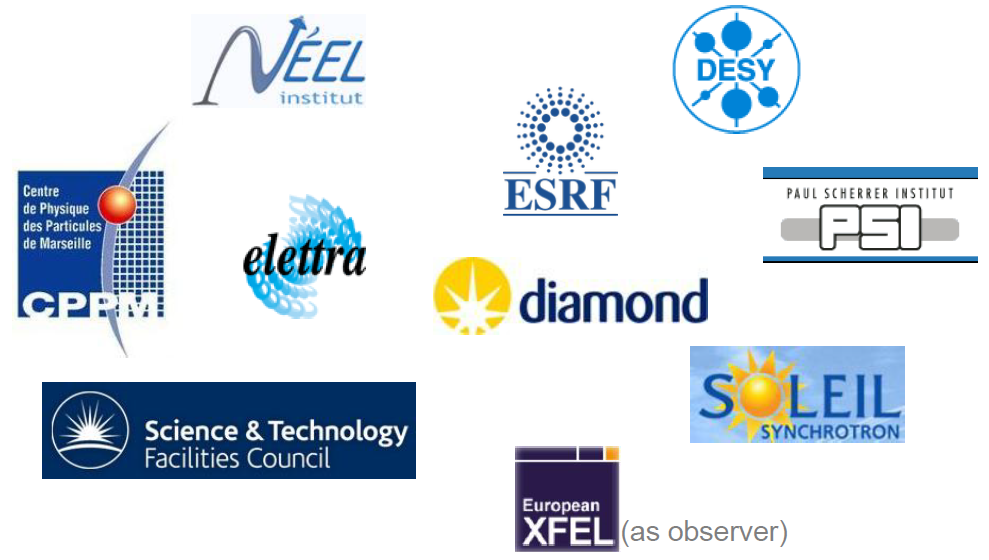 NÉEL
institut
DESY
ESRF
Centre
de Physique
des Particules
de Marseille
CPPM
PAUL SCHERRER INSTITUT
PSI
elettra
diamond
SOLEIL
SYNCHROTRON
Science & Technology
Facilities Council
European
XFEL (as observer)